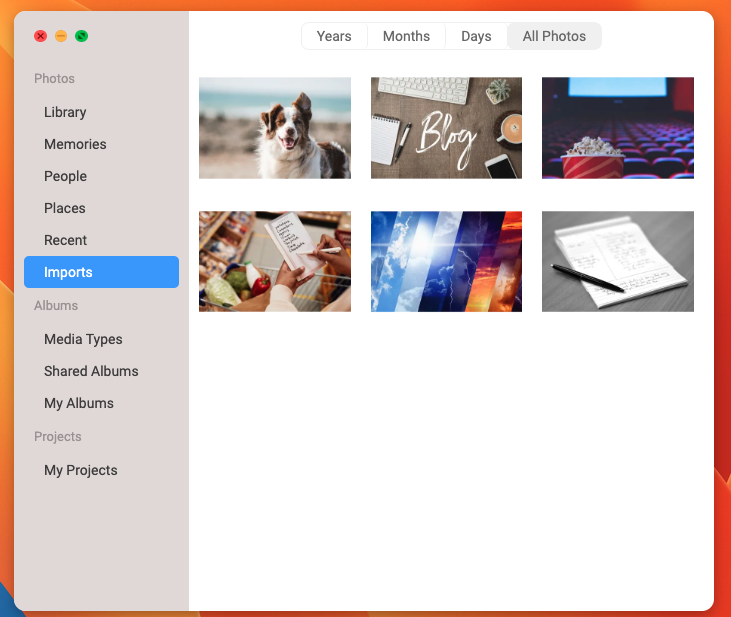 Years Months Days All Photos
Photos
Library
Memories
People
Places
Recent
Imports
Albums
Media Types
Shared Albums
My Albums
Projects
My Projects
Blog